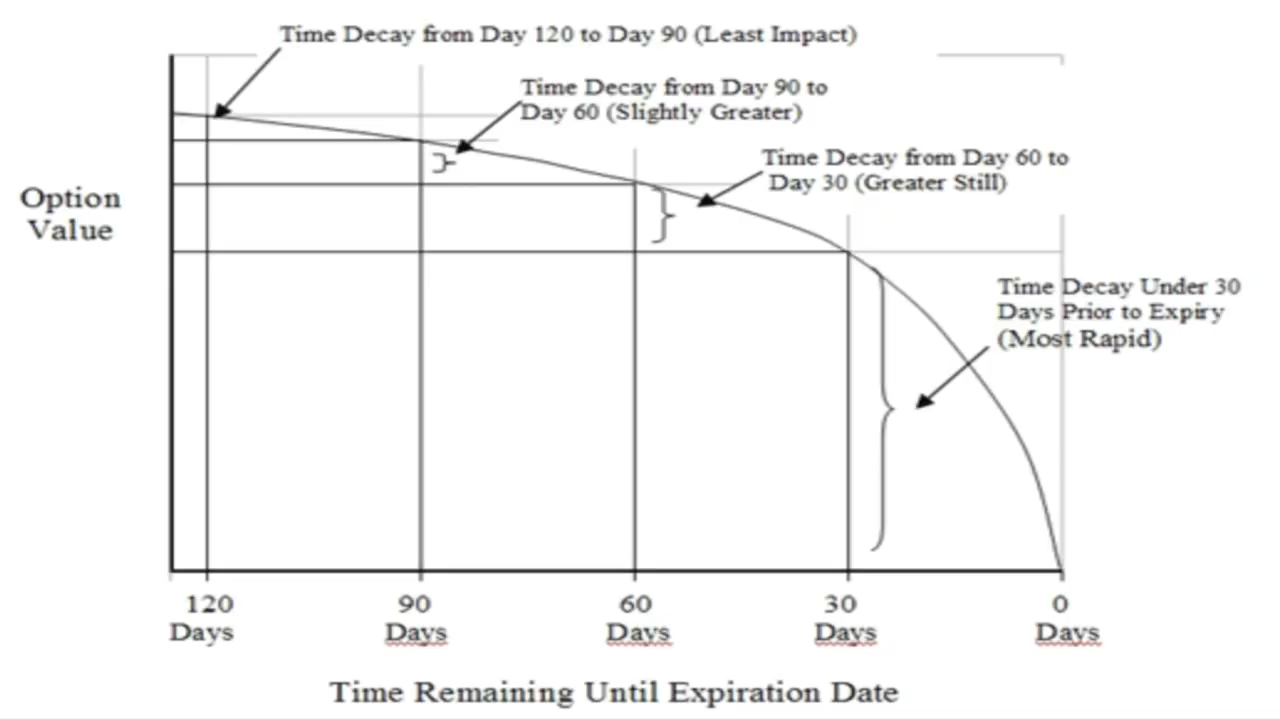 Time Decay from Day 120 to Day 90 (Least Impact)
Time Decay from Day 90 to
Day 60 (Slightly Greater)
Time Decay from Day 60 to
Day 30 (Greater Still)
Option
Value
Time Decay Under 30
Days Prior to Expiry
(Most Rapid)
120
Days
90
Days
60
Days
30
Days
0
Days
Time Remaining Until Expiration Date